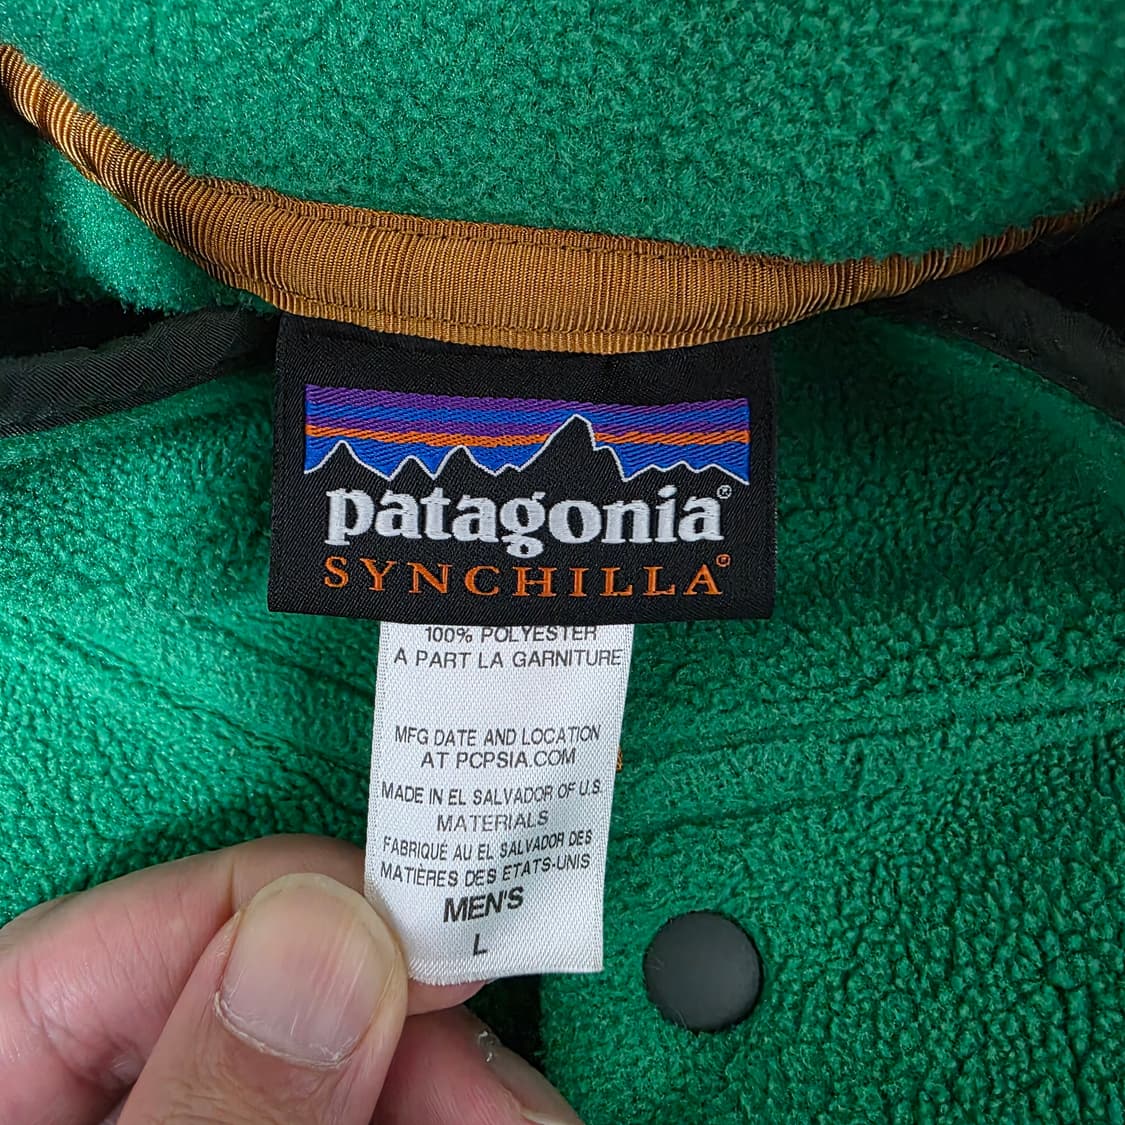 patagonia®
SYNCHILLA®
100% POLYESTER
A PART LA GARNITURE
MFG DATE AND LOCATION
AT PCPSIA.COM
MADE IN EL SALVADOR OF U.S.
MATERIALS
FABRIQUÉ AU EL SALVADOR DES
MATIÈRES DES ETATS-UNIS
MEN'S
L